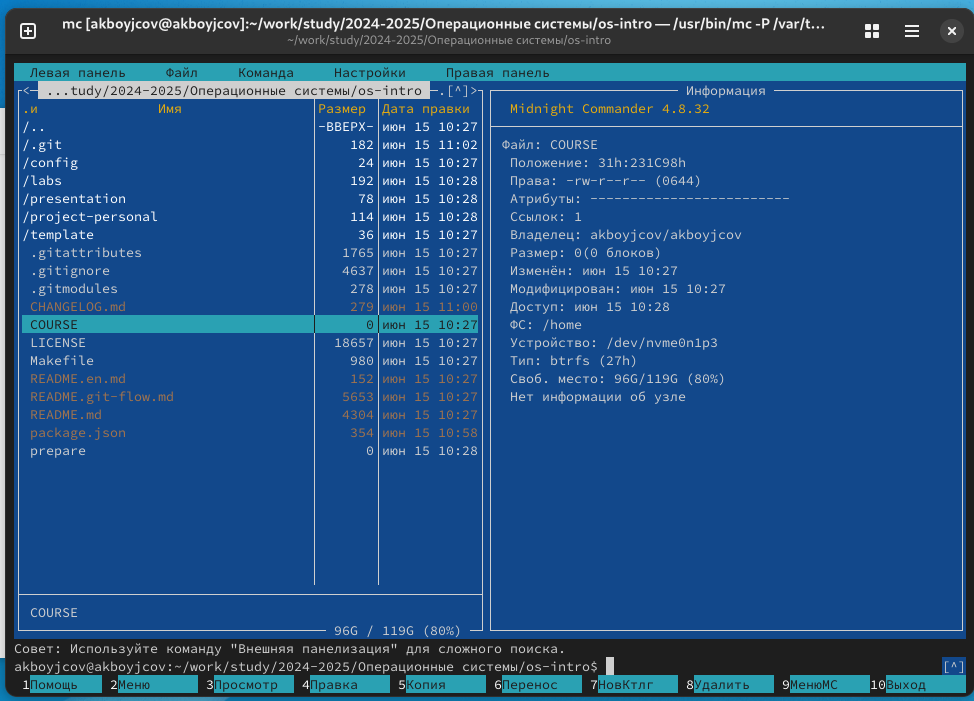 mc [akboyjcov@akboyjcov]:~/work/study/2024-2025/Операционные системы/os-intro — /usr/bin/mc -P /var/t…
~/work/study/2024-2025/Операционные системы/os-intro
Левая панель Файл Команда Настройки Правая панель
<— ...tudy/2024-2025/Операционные системы/os-intro —.[^]>
.и Имя Размер Дата правки
/.. -ВВЕРХ- июн 15 10:27
/.git 182 июн 15 11:02
/config 24 июн 15 10:27
/labs 192 июн 15 10:28
/presentation 78 июн 15 10:28
/project-personal 114 июн 15 10:28
/template 36 июн 15 10:27
.gitattributes 1765 июн 15 10:27
.gitignore 4637 июн 15 10:27
.gitmodules 278 июн 15 10:27
CHANGELOG.md 279 июн 15 11:00
COURSE 0 июн 15 10:27
LICENSE 18657 июн 15 10:27
Makefile 980 июн 15 10:27
README.en.md 152 июн 15 10:27
README.git-flow.md 5653 июн 15 10:27
README.md 4304 июн 15 10:27
package.json 354 июн 15 10:58
prepare 0 июн 15 10:28
COURSE
96G / 119G (80%)
Информация
Midnight Commander 4.8.32
Файл: COURSE
Положение: 31h:231C98h
Права: -rw-r--r-- (0644)
Атрибуты: -------------------------
Ссылок: 1
Владелец: akboyjcov/akboyjcov
Размер: 0(0 блоков)
Изменён: июн 15 10:27
Модифицирован: июн 15 10:27
Доступ: июн 15 10:28
ФС: /home
Устройство: /dev/nvme0n1p3
Тип: btrfs (27h)
Своб. место: 96G/119G (80%)
Нет информации об узле
Совет: Используйте команду "Внешняя панелизация" для сложного поиска.
akboyjcov@akboyjcov:~/work/study/2024-2025/Операционные системы/os-intro$ [^]
1Помощь 2Меню 3Просмотр 4Правка 5Копия 6Перенос 7НовКтлг 8Удалить 9МенюМС 10Выход